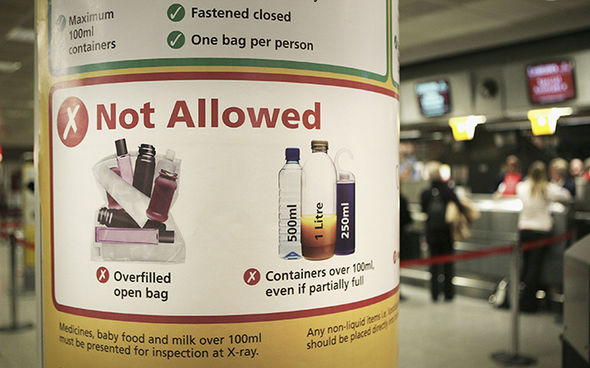 Maximum
100ml
containers
Fastened closed
One bag per person
Not Allowed
500ml
1 Litre
250ml
Overfilled
open bag
Containers over 100ml,
even if partially full
Medicines, baby food and milk over 100ml
must be presented for inspection at X-ray.
Any non-liquid items i.e.
should be placed directly